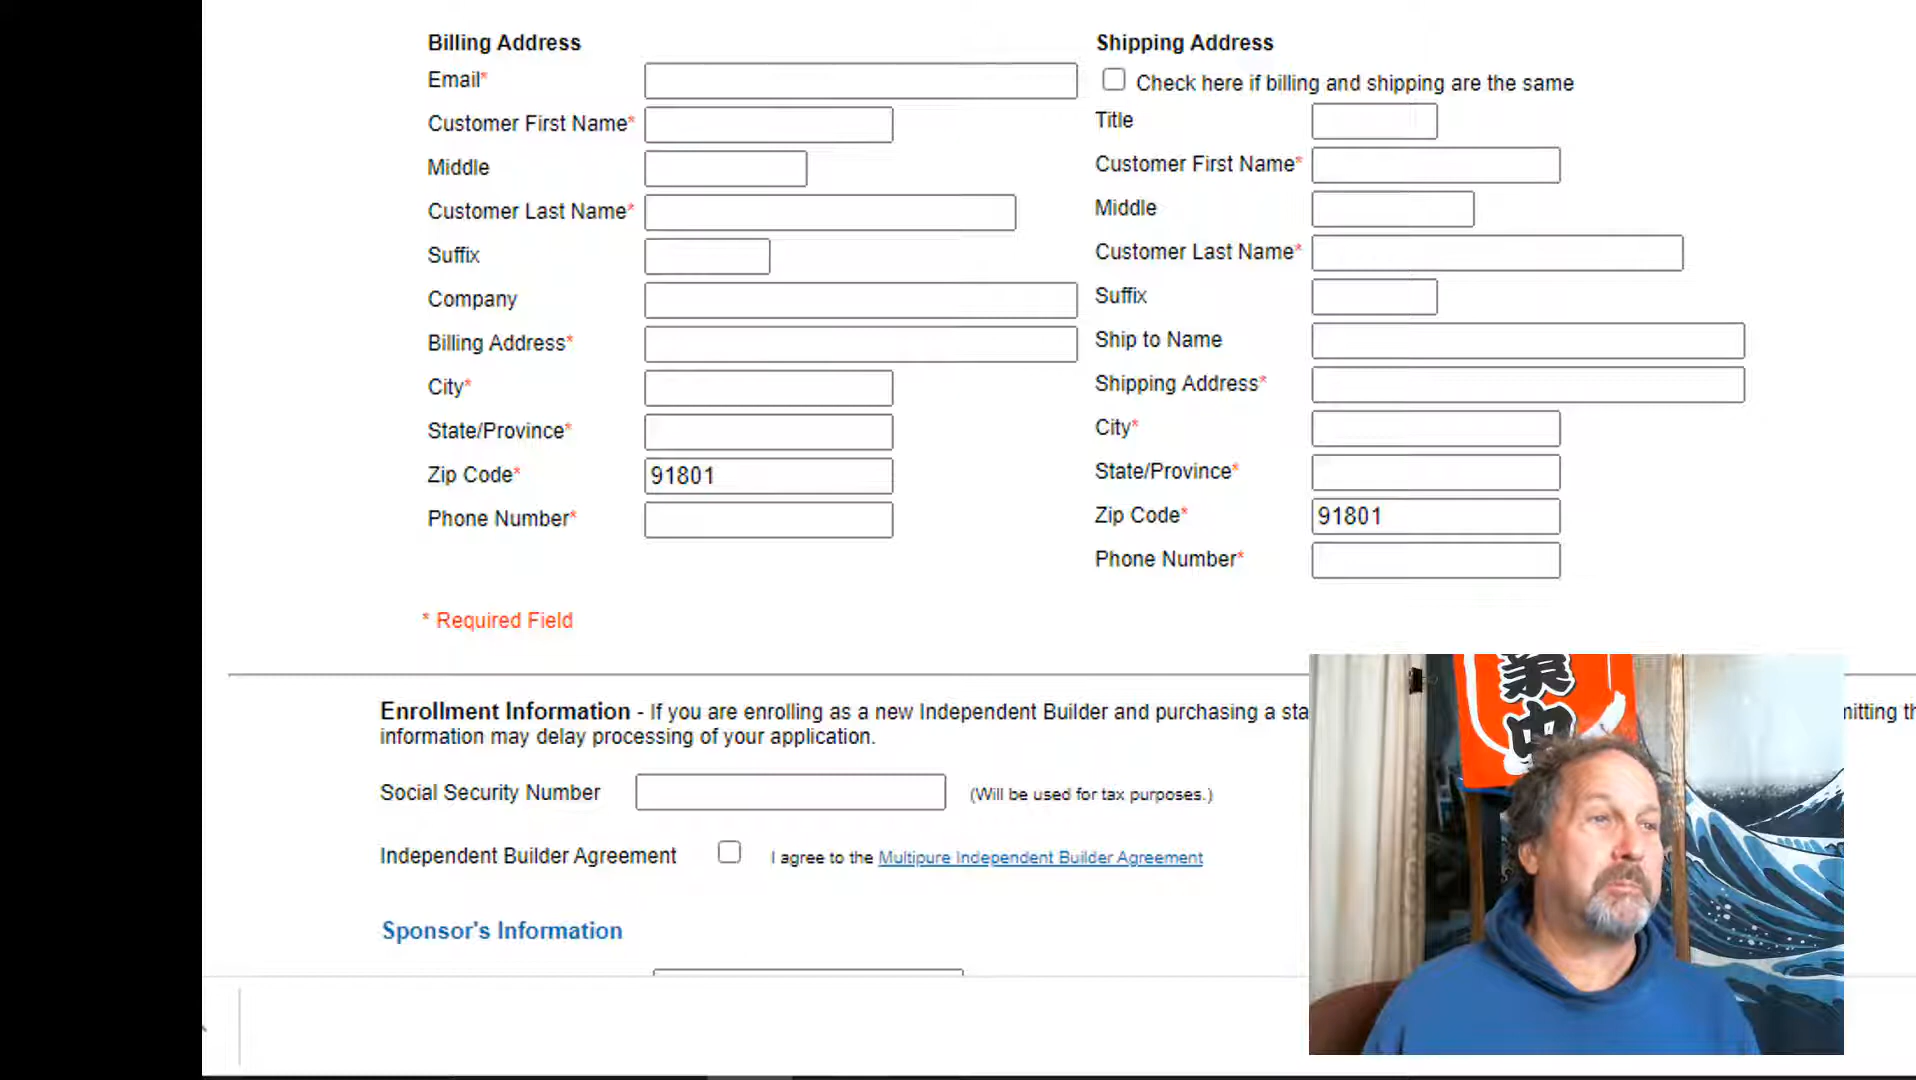 Billing Address
Email*
Customer First Name*
Middle
Customer Last Name*
Suffix
Company
Billing Address*
City*
State/Province*
Zip Code* 91801
Phone Number*
* Required Field
Shipping Address
Check here if billing and shipping are the same
Title
Customer First Name*
Middle
Customer Last Name*
Suffix
Ship to Name
Shipping Address*
City*
State/Province*
Zip Code* 91801
Phone Number*
Enrollment Information - If you are enrolling as a new Independent Builder and purchasing a sta mitting th
information may delay processing of your application.
Social Security Number (Will be used for tax purposes.)
Independent Builder Agreement I agree to the Multipure Independent Builder Agreement
Sponsor's Information
業中